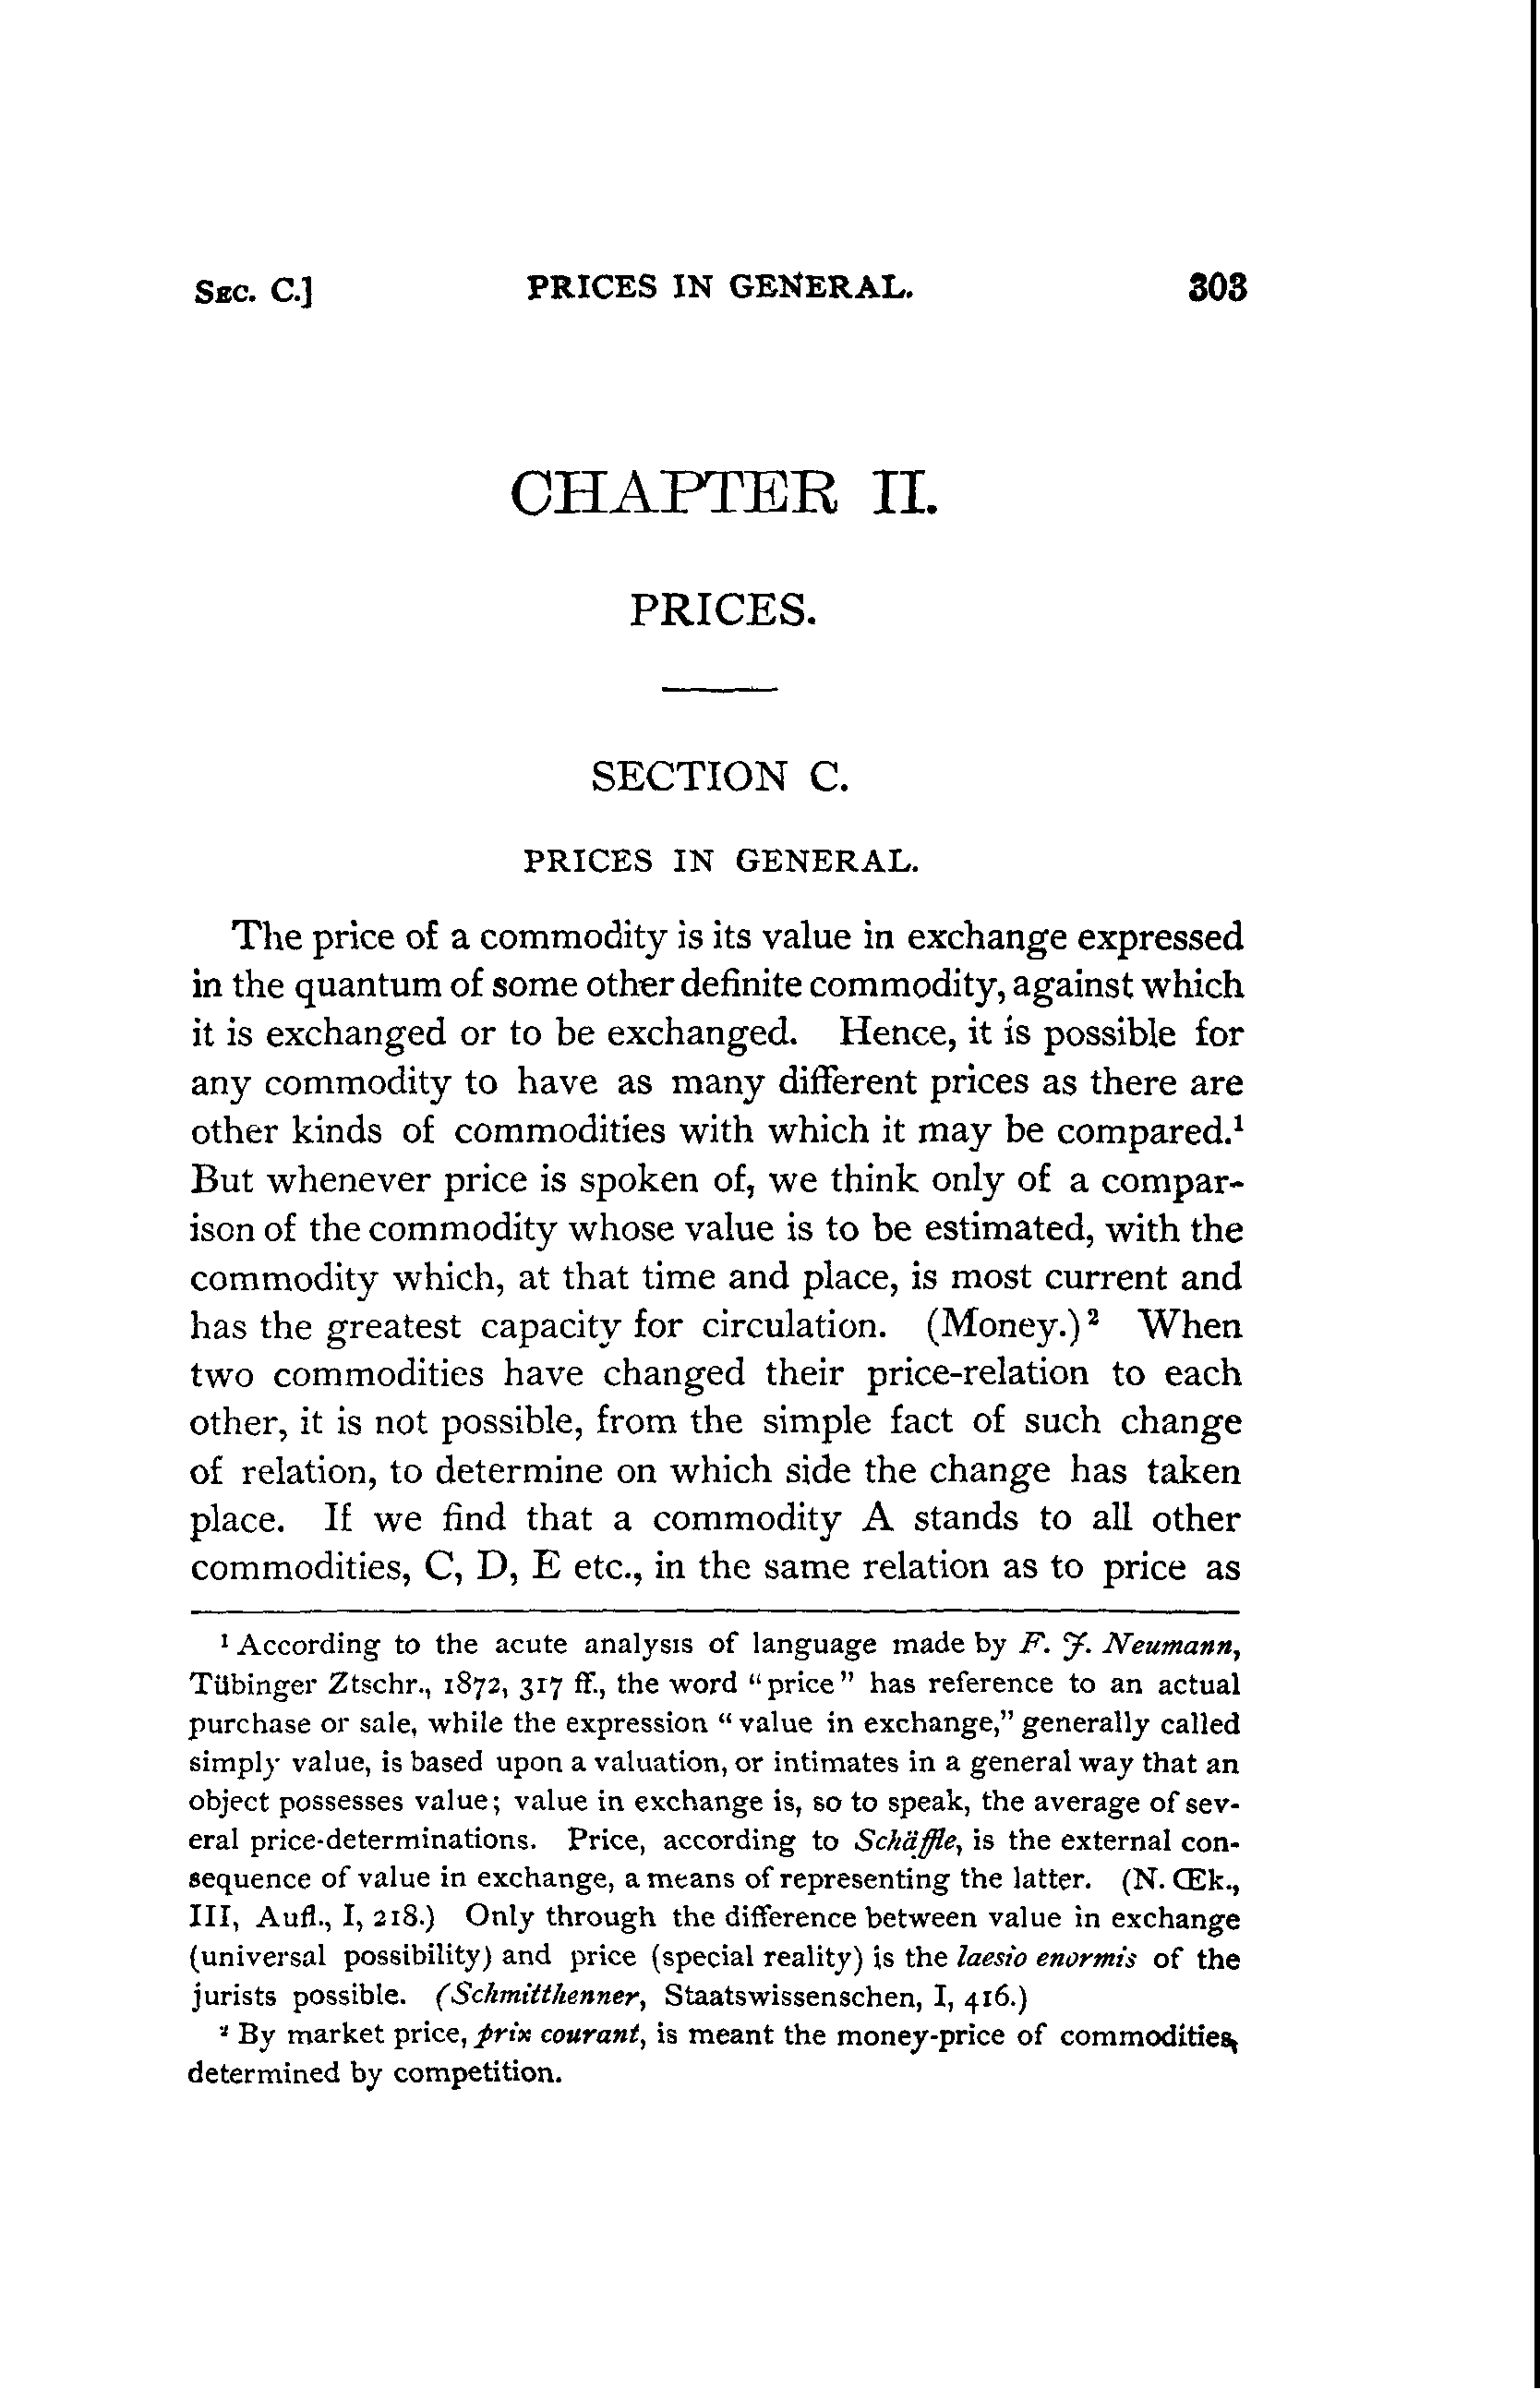 SEC. C.] PRICES IN GENERAL. 303
CHAPTER II.
PRICES.
SECTION C.
PRICES IN GENERAL.
The price of a commodity is its value in exchange expressed
in the quantum of some other definite commodity, against which
it is exchanged or to be exchanged. Hence, it is possible for
any commodity to have as many different prices as there are
other kinds of commodities with which it may be compared.¹
But whenever price is spoken of, we think only of a compar-
ison of the commodity whose value is to be estimated, with the
commodity which, at that time and place, is most current and
has the greatest capacity for circulation. (Money.)² When
two commodities have changed their price-relation to each
other, it is not possible, from the simple fact of such change
of relation, to determine on which side the change has taken
place. If we find that a commodity A stands to all other
commodities, C, D, E etc., in the same relation as to price as
¹ According to the acute analysis of language made by F. J. Neumann,
Tübinger Ztschr., 1872, 317 ff., the word "price" has reference to an actual
purchase or sale, while the expression "value in exchange," generally called
simply value, is based upon a valuation, or intimates in a general way that an
object possesses value; value in exchange is, so to speak, the average of sev-
eral price-determinations. Price, according to Schäffle, is the external con-
sequence of value in exchange, a means of representing the latter. (N. Œk.,
III, Aufl., I, 218.) Only through the difference between value in exchange
(universal possibility) and price (special reality) is the laesio enormis of the
jurists possible. (Schmitthenner, Staatswissenschen, I, 416.)
² By market price, prix courant, is meant the money-price of commodities,
determined by competition.